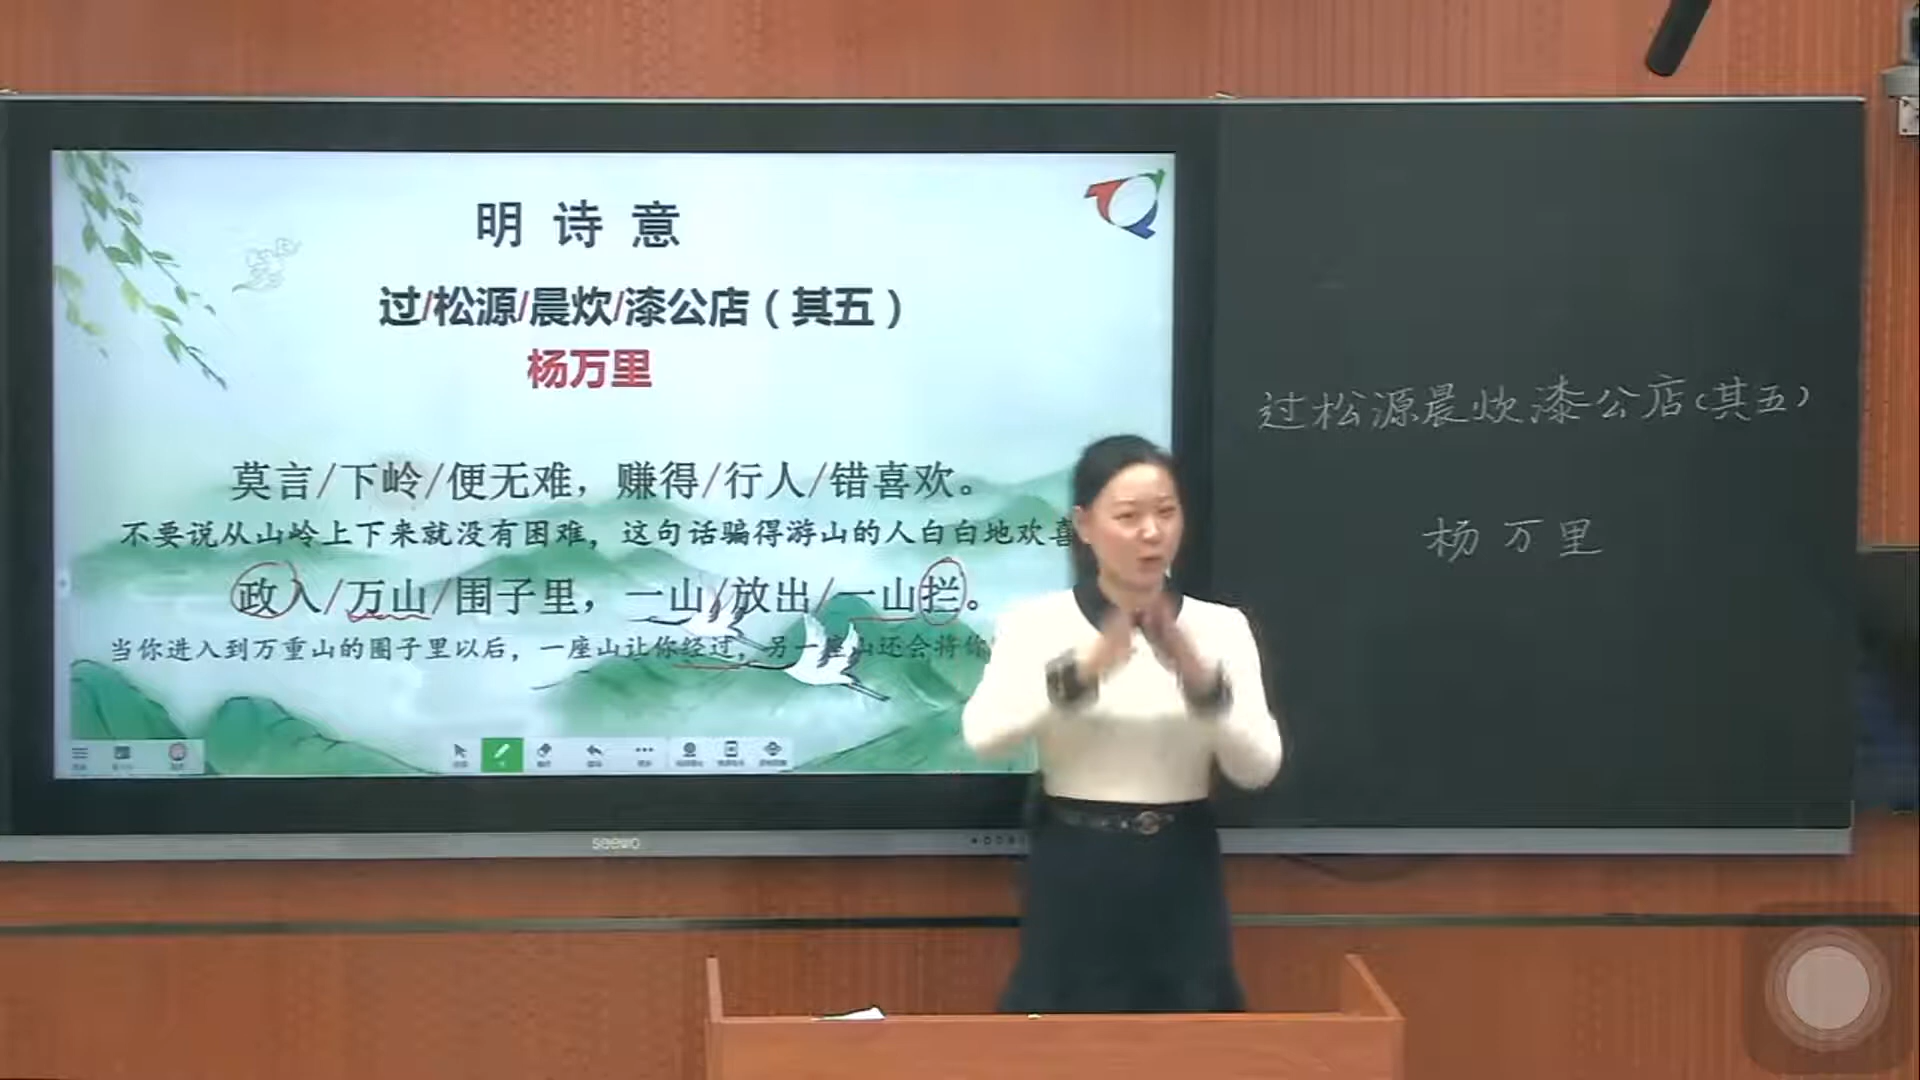 明诗意
过/松源/晨炊/漆公店（其五）
杨万里
莫言/下岭/便无难，赚得/行人/错喜欢。
不要说从山岭上下来就没有困难，这句话骗得游山的人白白地欢喜
政入/万山/围子里，一山/放出/一山拦。
当你进入到万重山的圈子里以后，一座山让你经过，另一座山还会将你
seewo
过松源晨炊漆公店(其五)
杨万里